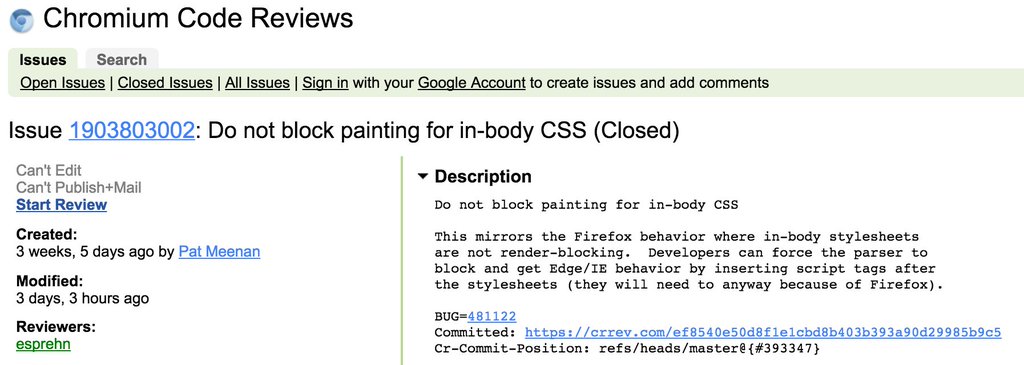 Chromium Code Reviews
Issues Search
Open Issues | Closed Issues | All Issues | Sign in with your Google Account to create issues and add comments
Issue 1903803002: Do not block painting for in-body CSS (Closed)
Can't Edit
Can't Publish+Mail
Start Review
Created:
3 weeks, 5 days ago by Pat Meenan
Modified:
3 days, 3 hours ago
Reviewers:
esprehn
Description
Do not block painting for in-body CSS
This mirrors the Firefox behavior where in-body stylesheets
are not render-blocking.  Developers can force the parser to
block and get Edge/IE behavior by inserting script tags after
the stylesheets (they will need to anyway because of Firefox).
BUG=481122
Committed: https://crrev.com/ef8540e50d8f1e1cbd8b403b393a90d29985b9c5
Cr-Commit-Position: refs/heads/master@{#393347}